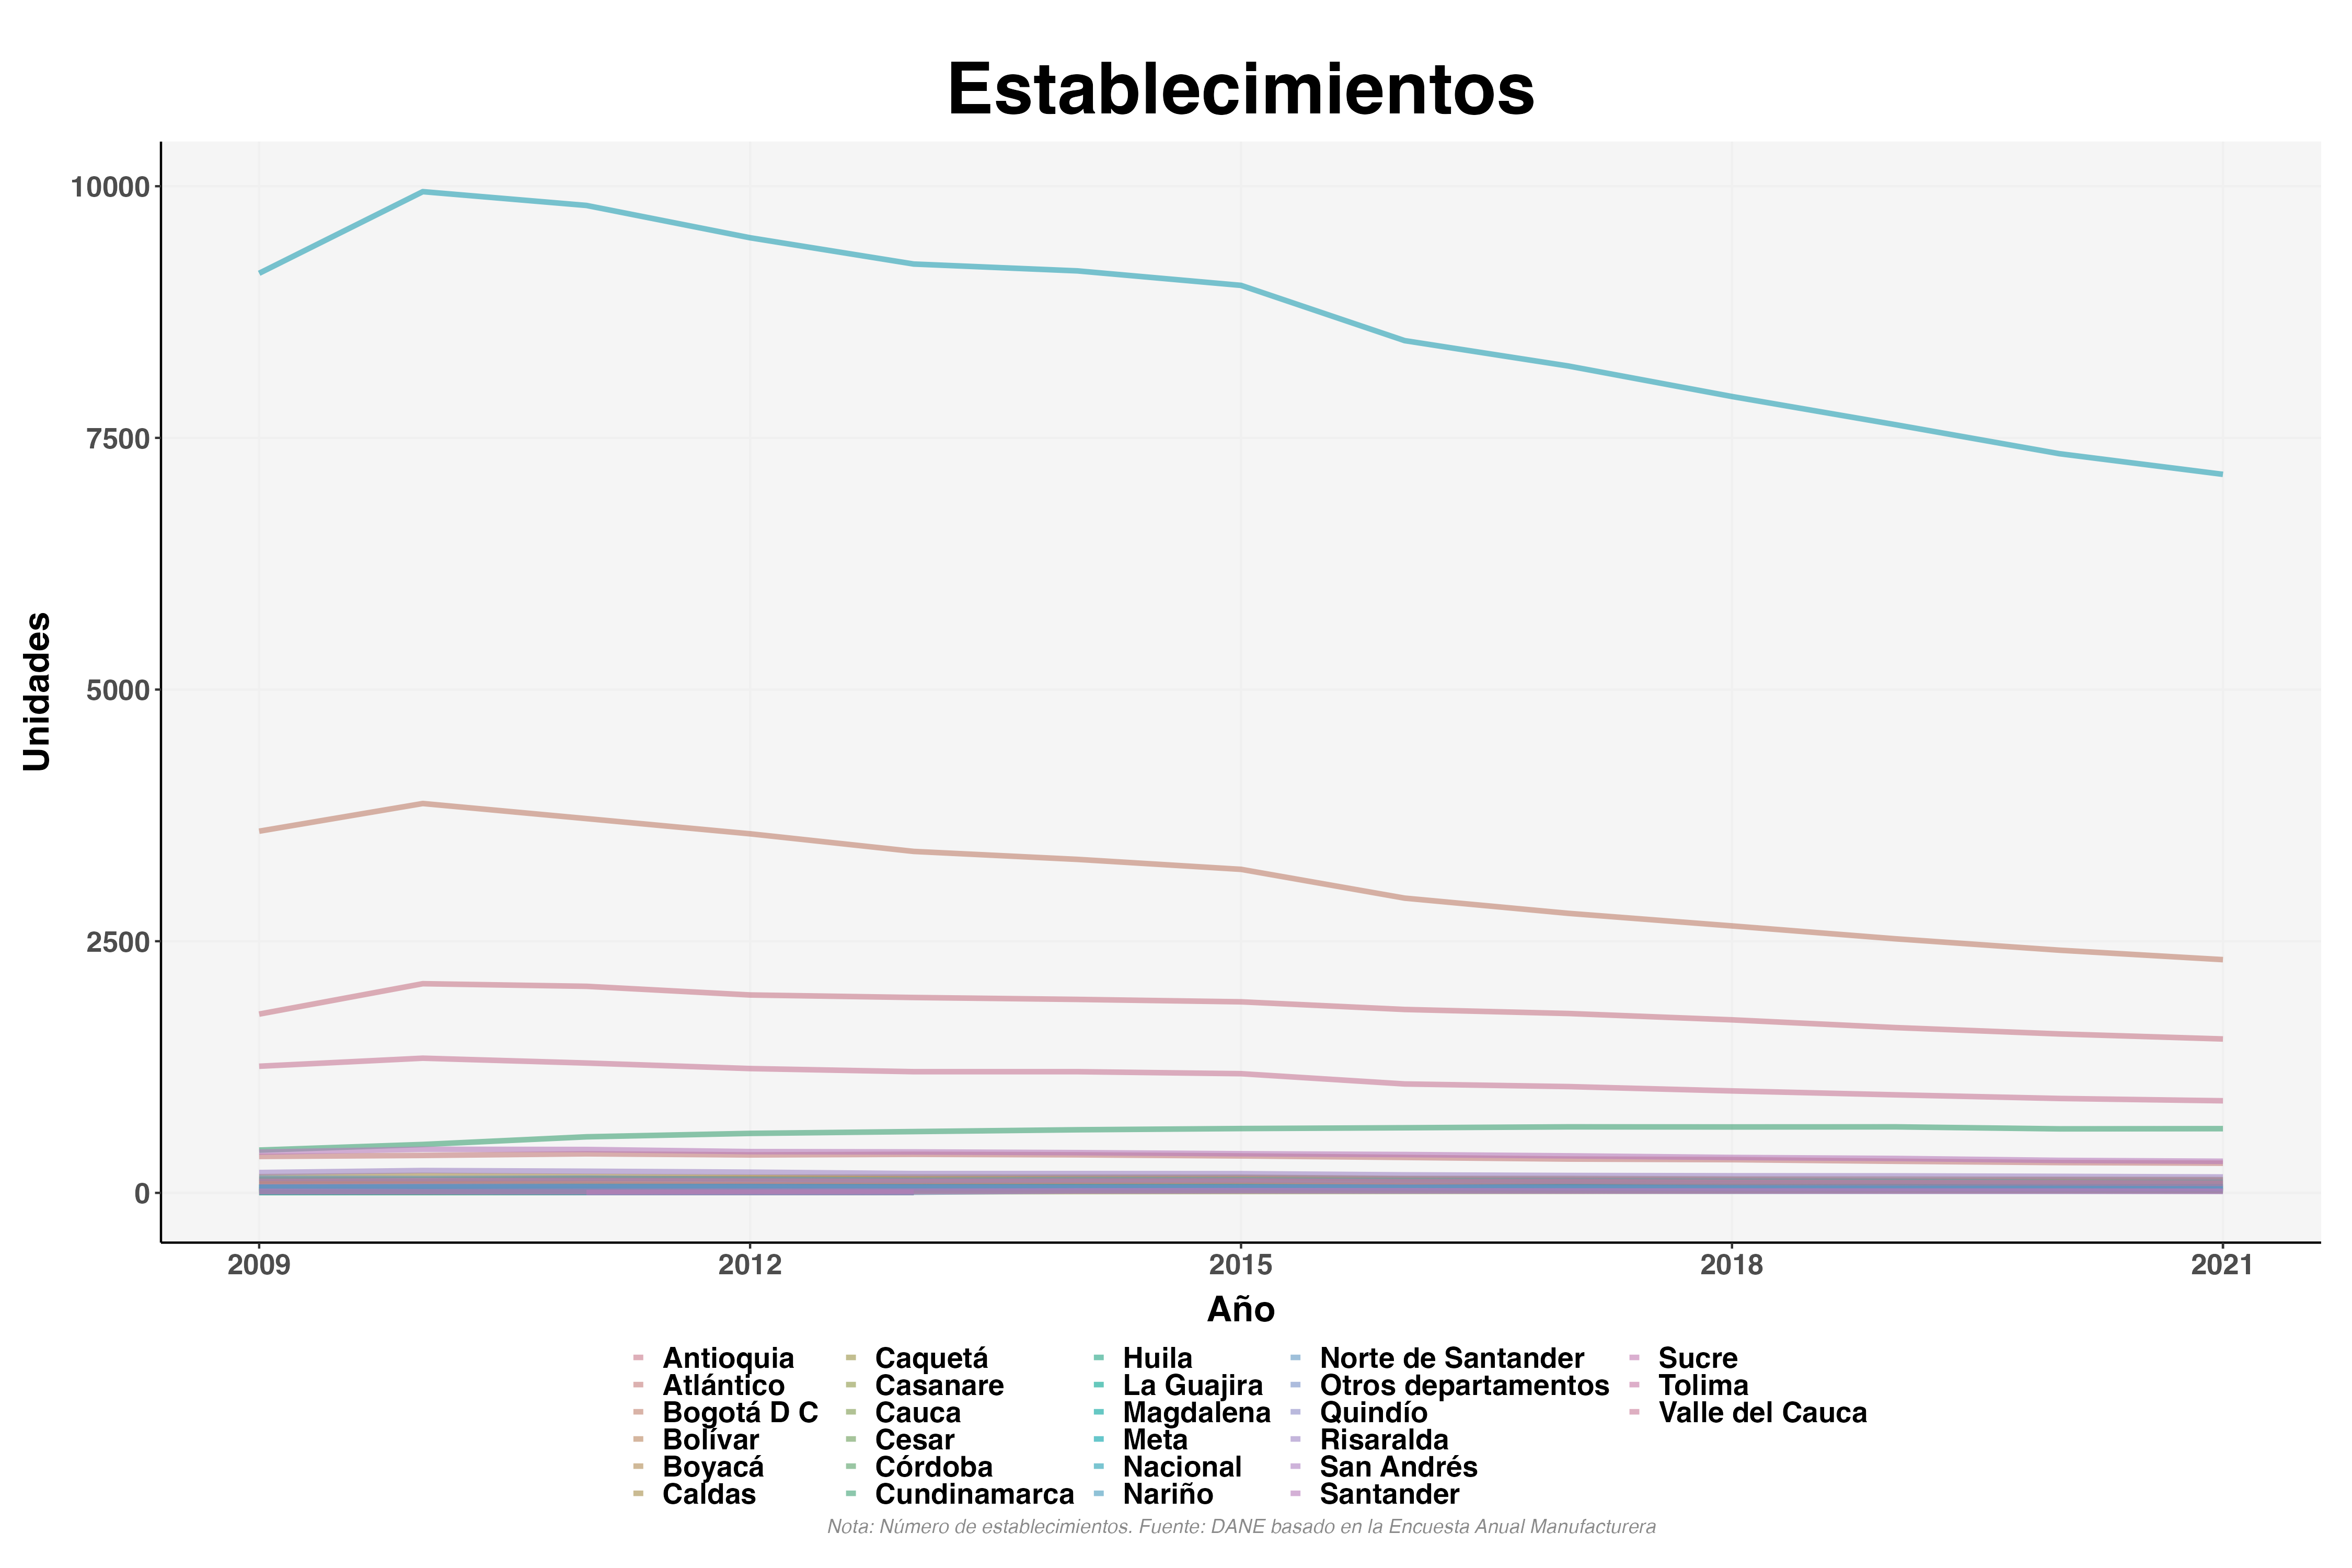 Establecimientos
Unidades
10000
7500
5000
2500
0
2009 2012 2015 2018 2021
Año
Antioquia Caquetá Huila Norte de Santander Sucre
Atlántico Casanare La Guajira Otros departamentos Tolima
Bogotá D C Cauca Magdalena Quindío Valle del Cauca
Bolívar Cesar Meta Risaralda
Boyacá Córdoba Nacional San Andrés
Caldas Cundinamarca Nariño Santander
Nota: Número de establecimientos. Fuente: DANE basado en la Encuesta Anual Manufacturera